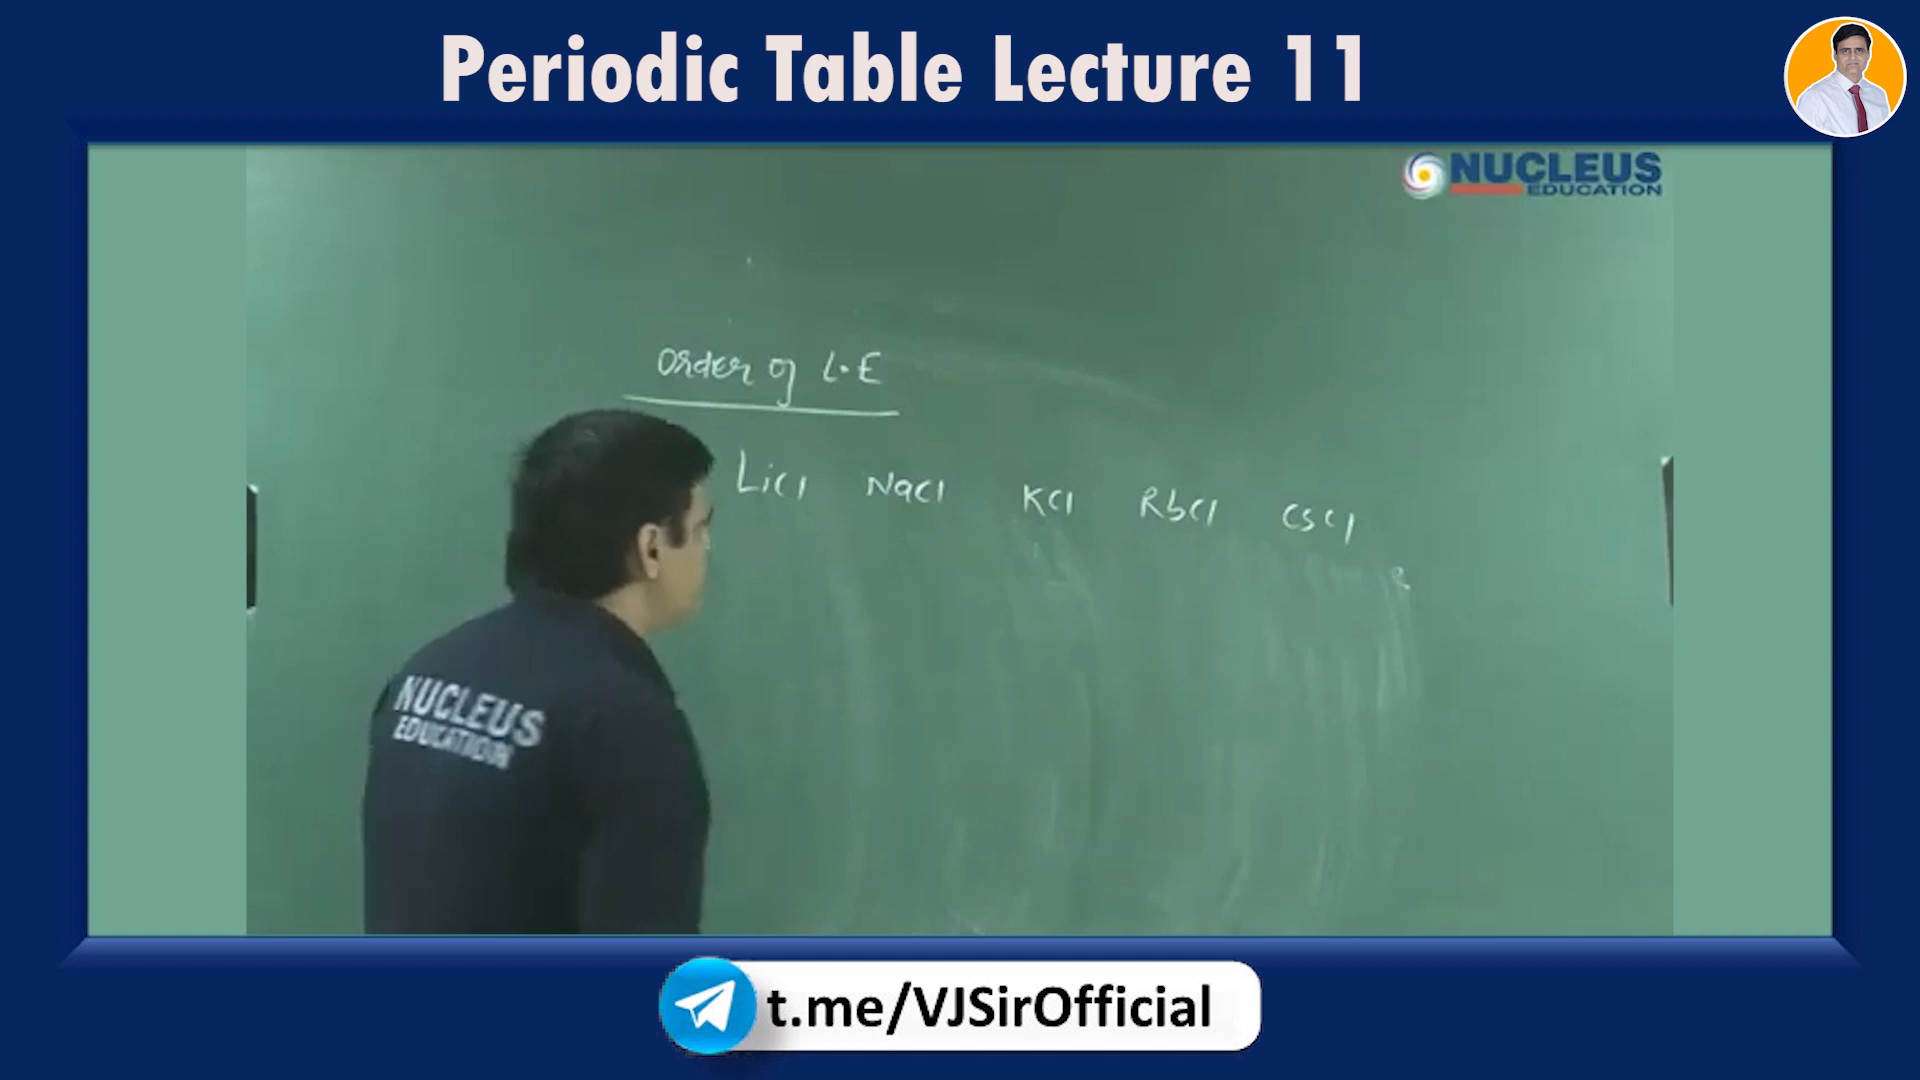 Periodic Table Lecture 11
NUCLEUS
EDUCATION
Order of L.E
LiCl NaCl KCl RbCl CsCl
NUCLEUS
EDUCATION
t.me/VJSirOfficial